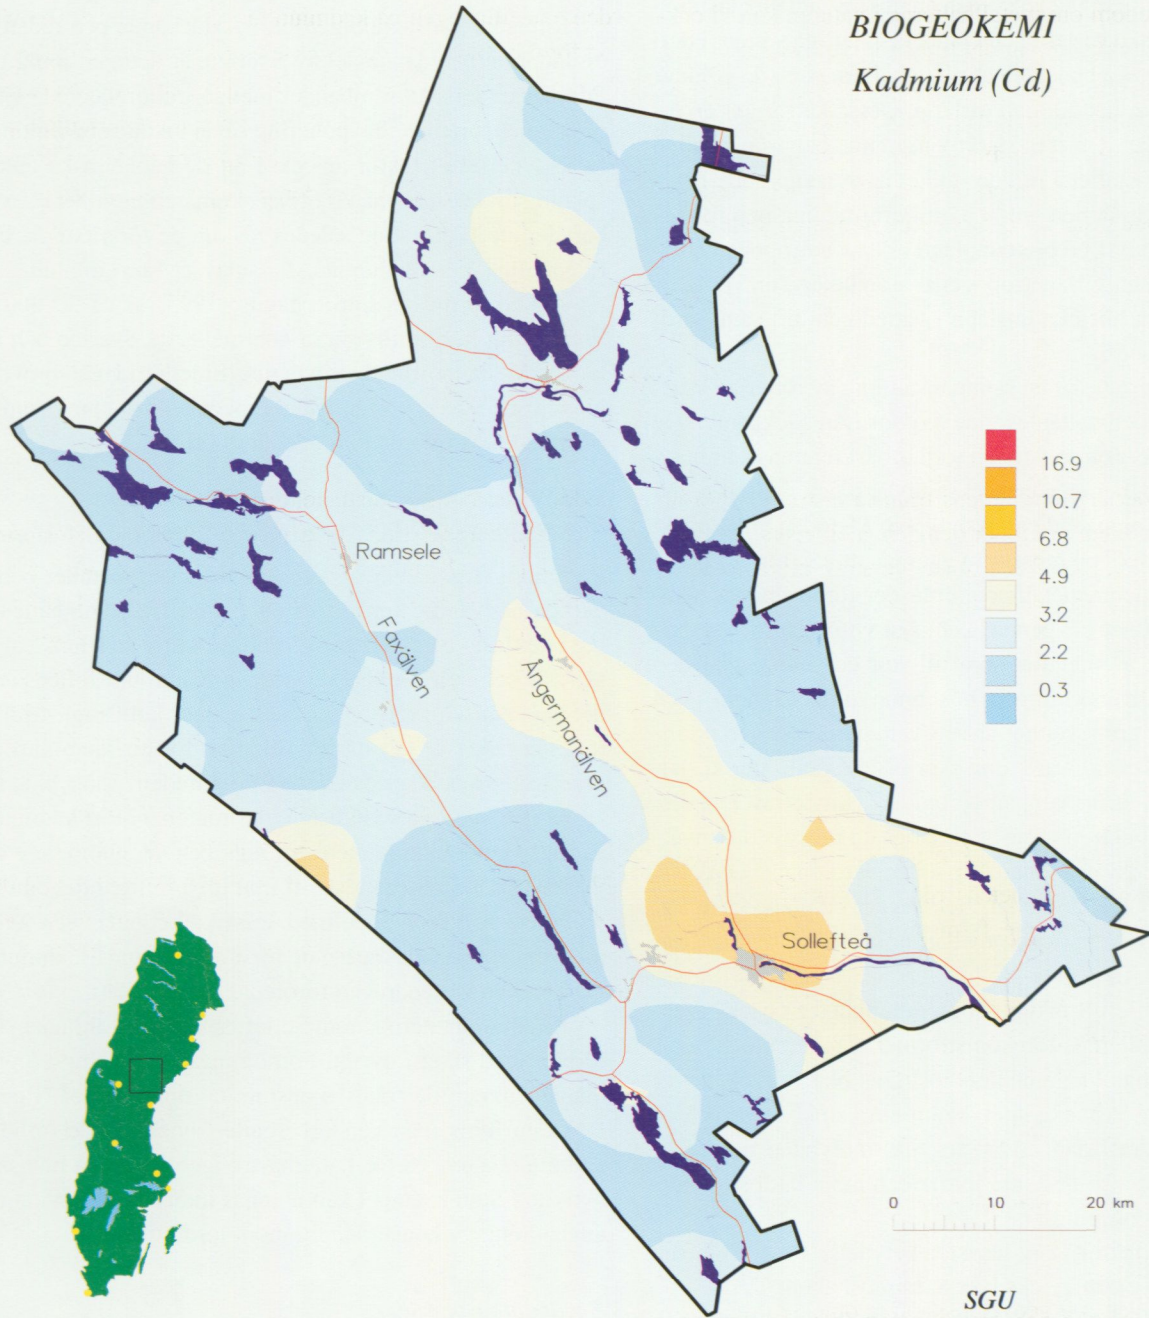 BIOGEOKEMI
Kadmium (Cd)
16.9
10.7
6.8
4.9
3.2
2.2
0.3
Ramsele
Faxälven
Ångermanälven
Sollefteå
0 10 20 km
SGU